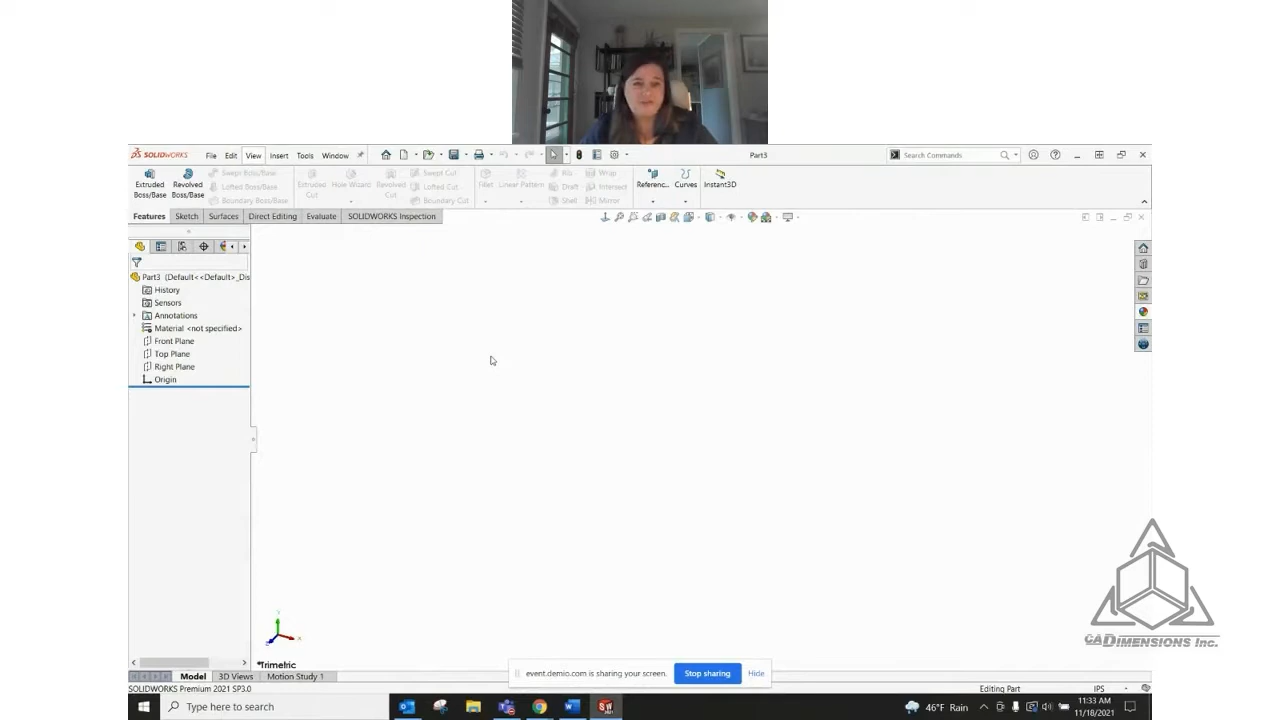 SOLIDWORKS File Edit View Insert Tools Window Part3 Search Commands
Extruded Boss/Base Revolved Boss/Base Swept Boss/Base Lofted Boss/Base Boundary Boss/Base Extruded Cut Hole Wizard Revolved Cut Swept Cut Lofted Cut Boundary Cut Fillet Linear Pattern Rib Draft Shell Wrap Intersect Mirror Referenc... Curves Instant3D
Features Sketch Surfaces Direct Editing Evaluate SOLIDWORKS Inspection
Part3 (Default<<Default>_Dis
History
Sensors
Annotations
Material <not specified>
Front Plane
Top Plane
Right Plane
Origin
*Trimetric
Model 3D Views Motion Study 1
event.demio.com is sharing your screen. Stop sharing Hide
SOLIDWORKS Premium 2021 SP3.0 Editing Part IPS
Type here to search 46°F Rain 11:33 AM
11/18/2021
CADIMENSIONS Inc.